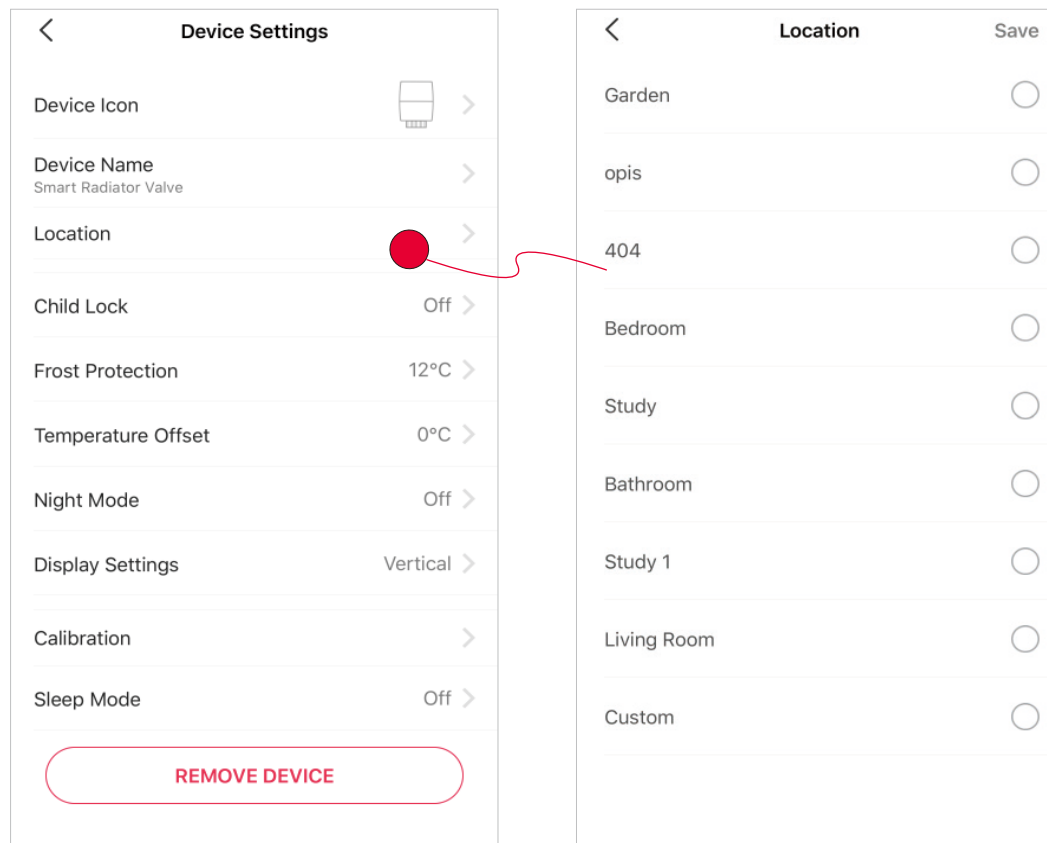 Device Settings
Device Icon
Device Name
Smart Radiator Valve
Location
Child Lock Off
Frost Protection 12°C
Temperature Offset 0°C
Night Mode Off
Display Settings Vertical
Calibration
Sleep Mode Off
REMOVE DEVICE
Location Save
Garden
opis
404
Bedroom
Study
Bathroom
Study 1
Living Room
Custom